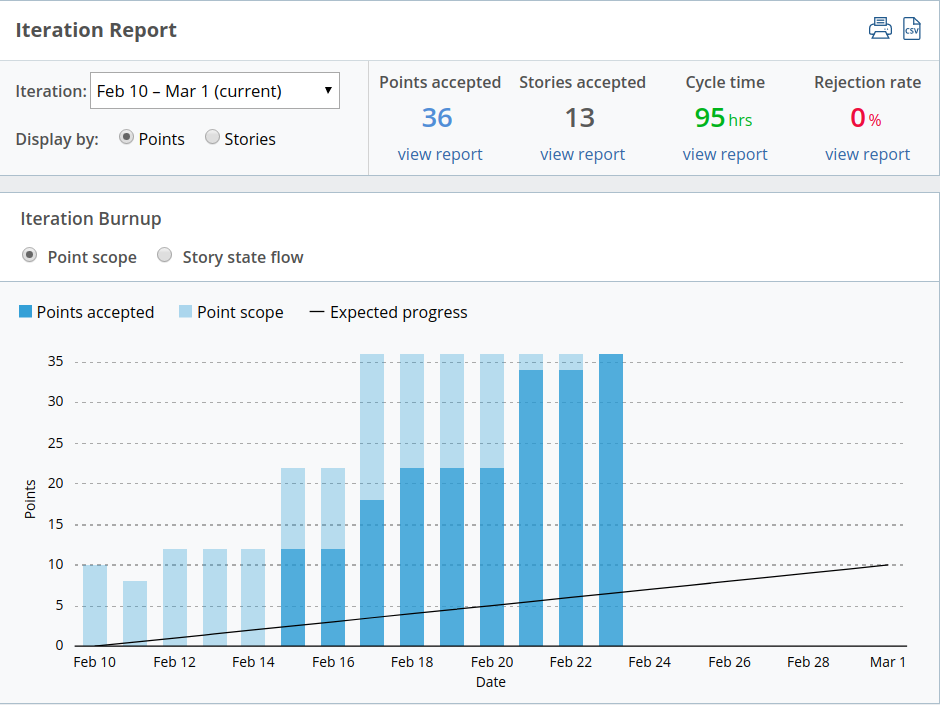 Iteration Report
CSV
Iteration: Feb 10 – Mar 1 (current)
Display by: Points Stories
Points accepted Stories accepted Cycle time Rejection rate
36 13 95 hrs 0 %
view report view report view report view report
Iteration Burnup
Point scope Story state flow
Points accepted Point scope Expected progress
35
30
25
20
15
10
5
0
Points
Feb 10 Feb 12 Feb 14 Feb 16 Feb 18 Feb 20 Feb 22 Feb 24 Feb 26 Feb 28 Mar 1
Date